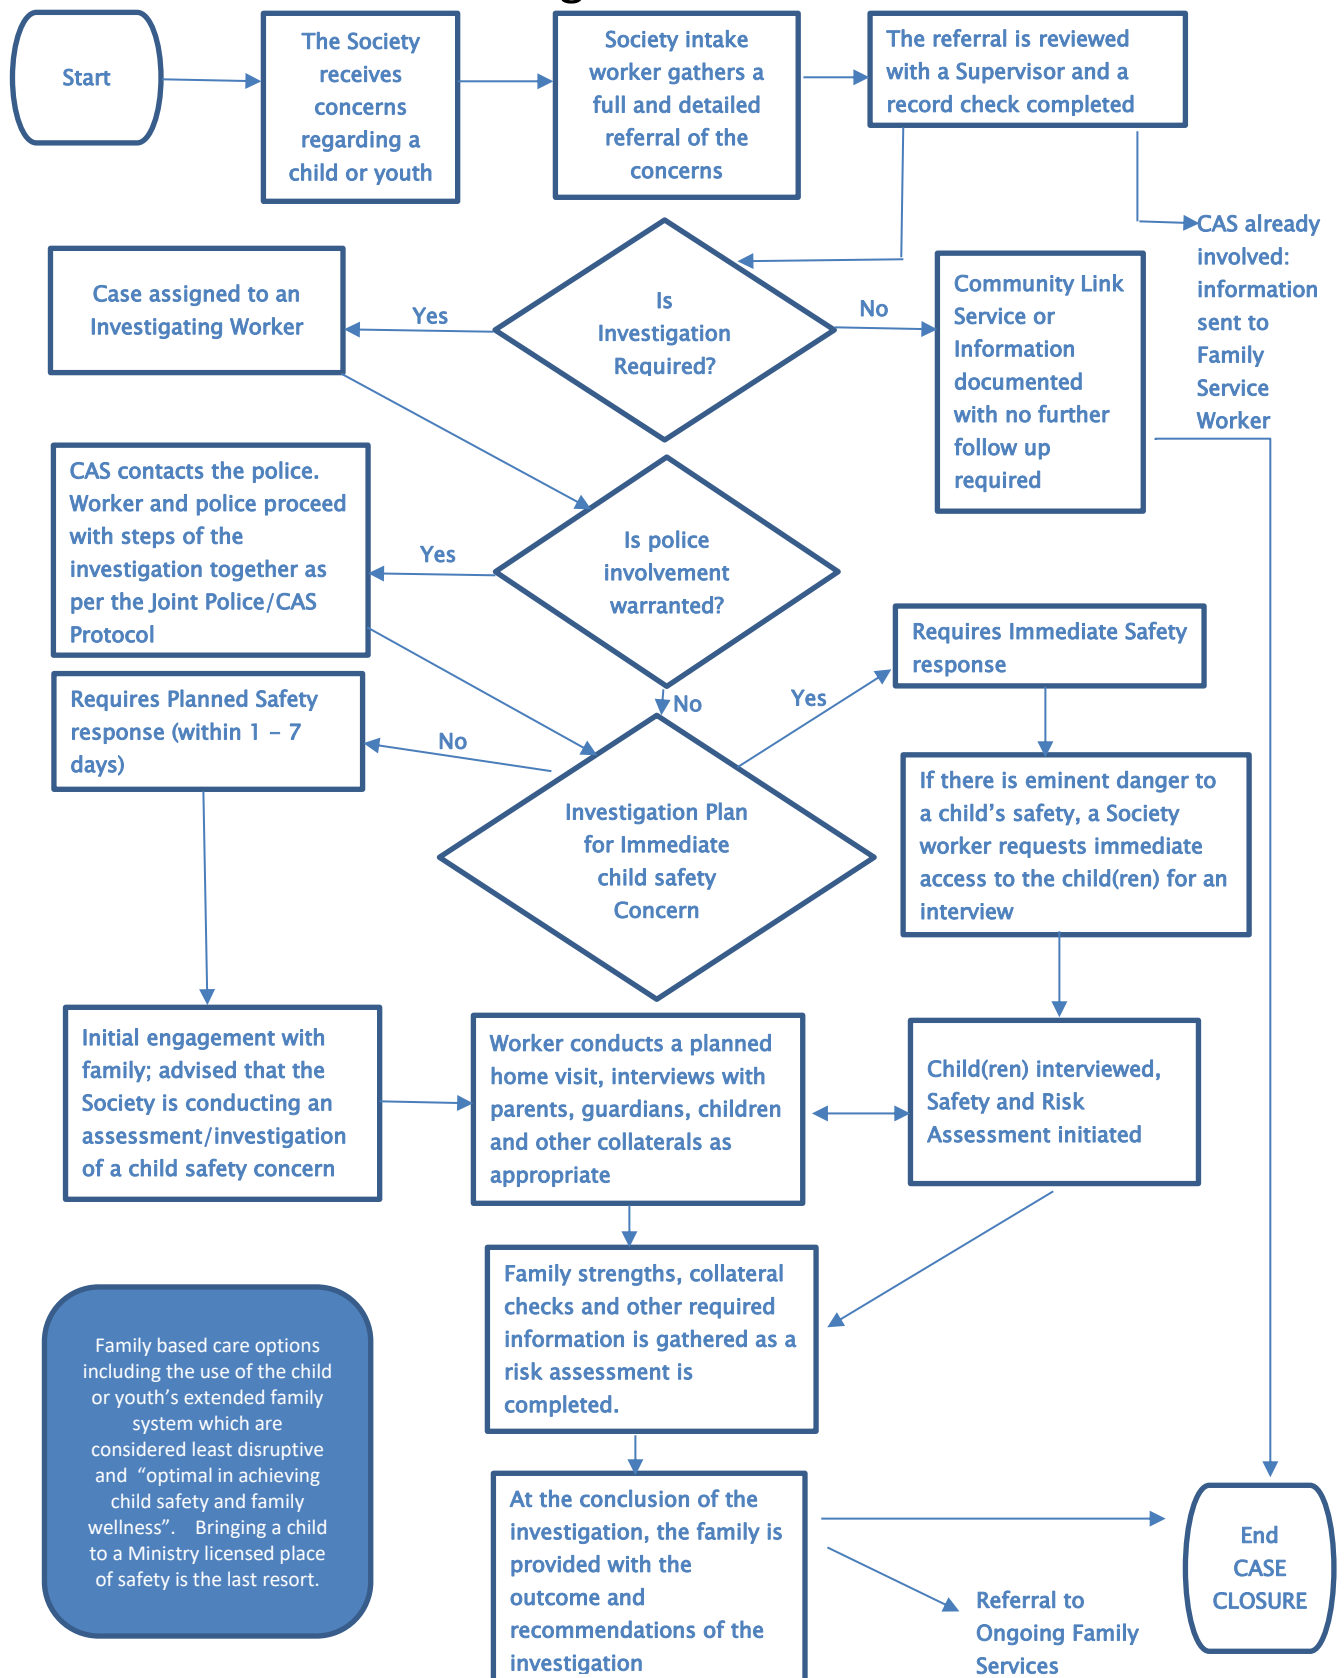 Start
The Society
receives
concerns
regarding a
child or youth
Society intake
worker gathers a
full and detailed
referral of the
concerns
The referral is reviewed
with a Supervisor and a
record check completed
CAS already
involved:
information
sent to
Family
Service
Worker
Is
Investigation
Required?
Yes
No
Case assigned to an
Investigating Worker
Community Link
Service or
Information
documented
with no further
follow up
required
Is police
involvement
warranted?
Yes
No
CAS contacts the police.
Worker and police proceed
with steps of the
investigation together as
per the Joint Police/CAS
Protocol
Requires Immediate Safety
response
Yes
No
Requires Planned Safety
response (within 1 – 7
days)
Investigation Plan
for Immediate
child safety
Concern
If there is eminent danger to
a child’s safety, a Society
worker requests immediate
access to the child(ren) for an
interview
Initial engagement with
family; advised that the
Society is conducting an
assessment/investigation
of a child safety concern
Worker conducts a planned
home visit, interviews with
parents, guardians, children
and other collaterals as
appropriate
Child(ren) interviewed,
Safety and Risk
Assessment initiated
Family strengths, collateral
checks and other required
information is gathered as a
risk assessment is
completed.
Family based care options
including the use of the child
or youth’s extended family
system which are
considered least disruptive
and “optimal in achieving
child safety and family
wellness”. Bringing a child
to a Ministry licensed place
of safety is the last resort.
At the conclusion of the
investigation, the family is
provided with the
outcome and
recommendations of the
investigation
Referral to
Ongoing Family
Services
End
CASE
CLOSURE